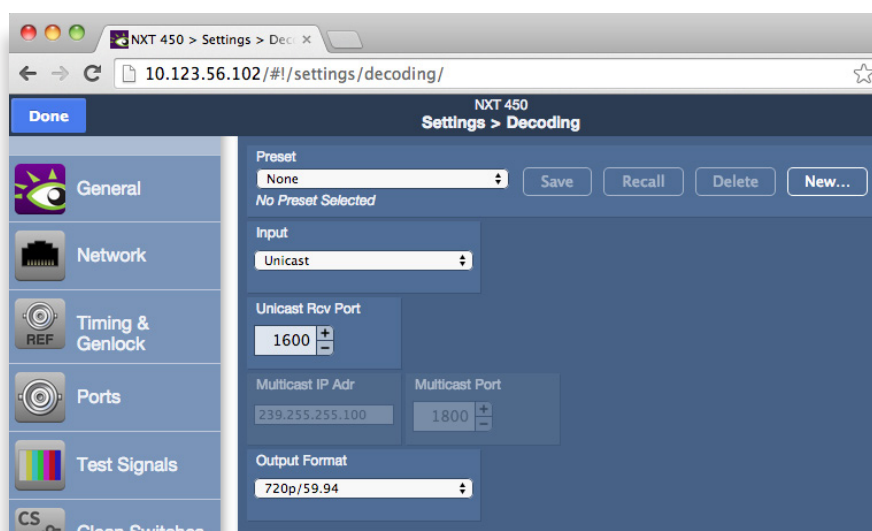 NXT 450 > Settings > Dec
10.123.56.102/#!/settings/decoding/
Done
NXT 450
Settings > Decoding
General
Network
REF
Timing &
Genlock
Ports
Test Signals
CS
Clean Switches
Preset
None
Save
Recall
Delete
New...
No Preset Selected
Input
Unicast
Unicast Rcv Port
1600
+
−
Multicast IP Adr
Multicast Port
239.255.255.100
1800
+
−
Output Format
720p/59.94